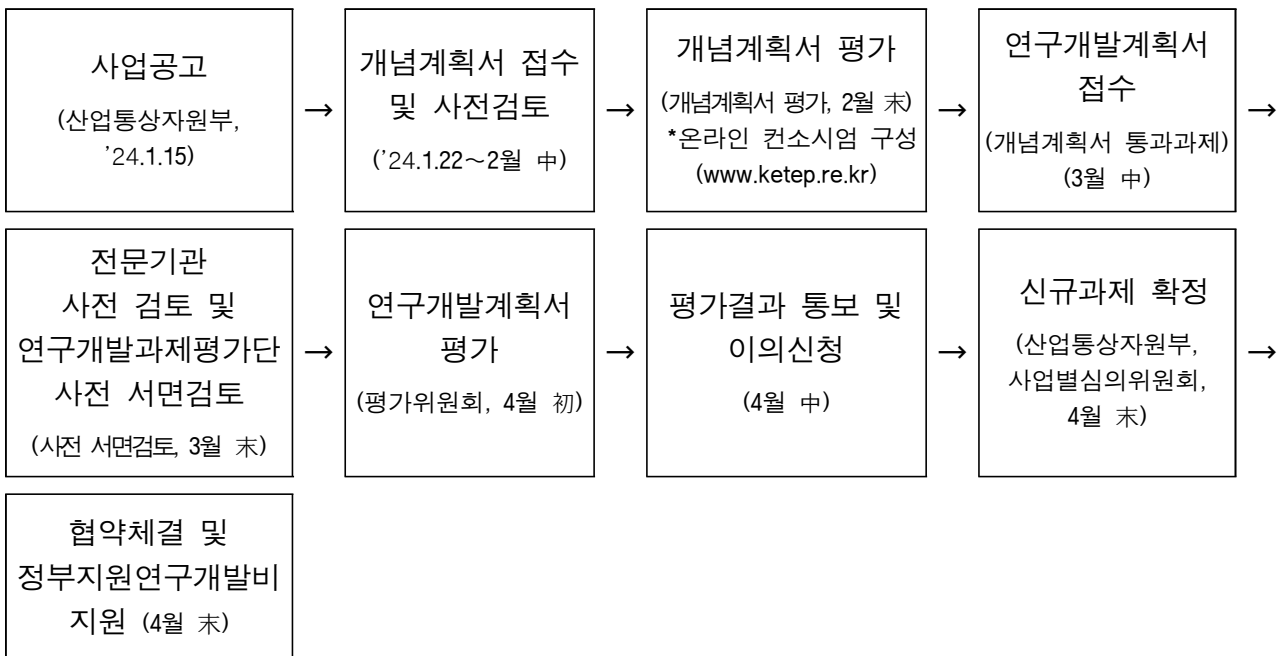 사업공고
(산업통상자원부,
’24.1.15)
→
개념계획서 접수
및 사전검토
(’24.1.22～2월 中)
→
개념계획서 평가
(개념계획서 평가, 2월 末)
*온라인 컨소시엄 구성
(www.ketep.re.kr)
→
연구개발계획서
접수
(개념계획서 통과과제)
(3월 中)
→
전문기관
사전 검토 및
연구개발과제평가단
사전 서면검토
(사전 서면검토, 3월 末)
→
연구개발계획서
평가
(평가위원회, 4월 初)
→
평가결과 통보 및
이의신청
(4월 中)
→
신규과제 확정
(산업통상자원부,
사업별심의위원회,
4월 末)
→
협약체결 및
정부지원연구개발비
지원 (4월 末)